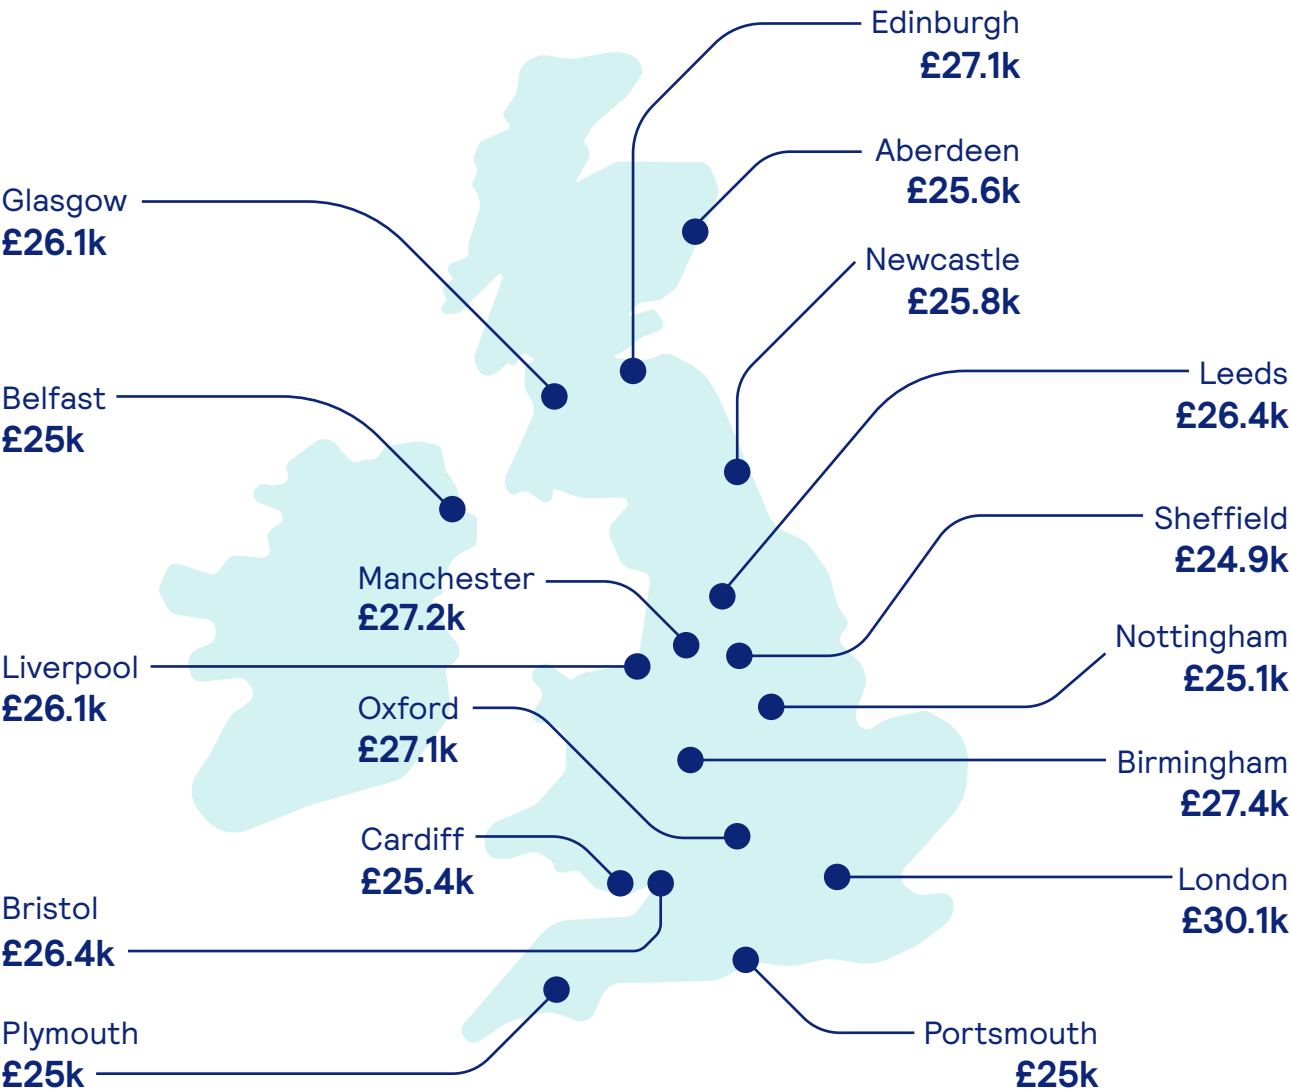 Edinburgh
£27.1k
Aberdeen
£25.6k
Glasgow
£26.1k
Newcastle
£25.8k
Leeds
£26.4k
Belfast
£25k
Sheffield
£24.9k
Manchester
£27.2k
Nottingham
£25.1k
Liverpool
£26.1k
Oxford
£27.1k
Birmingham
£27.4k
Cardiff
£25.4k
London
£30.1k
Bristol
£26.4k
Plymouth
£25k
Portsmouth
£25k